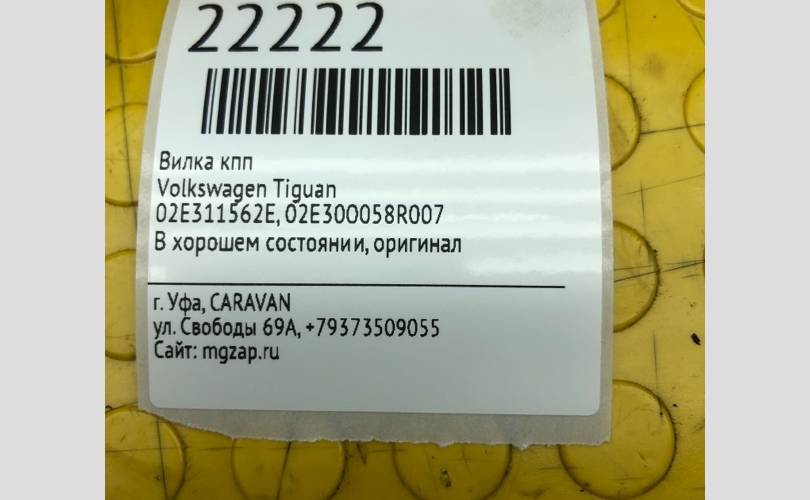 22222
Вилка кпп
Volkswagen Tiguan
02E311562E, 02E300058R007
В хорошем состоянии, оригинал
г. Уфа, CARAVAN
ул. Свободы 69А, +79373509055
Сайт: mgzap.ru